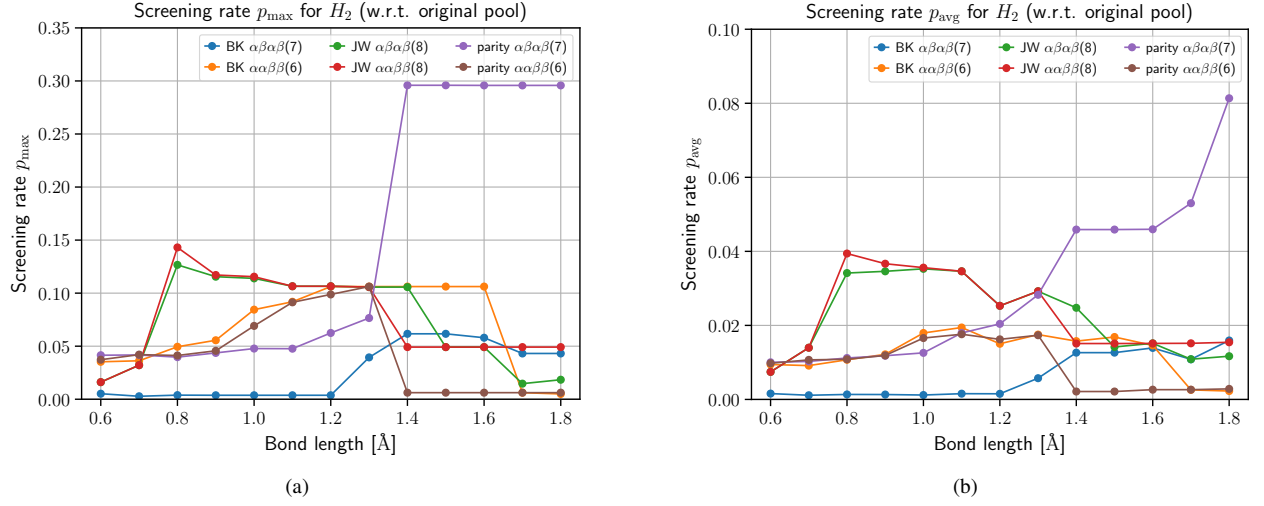 Screening rate p_max for H_2 (w.r.t. original pool)
BK αβαβ(7)
BK ααββ(6)
JW αβαβ(8)
JW ααββ(8)
parity αβαβ(7)
parity ααββ(6)
Screening rate p_max
0.35
0.30
0.25
0.20
0.15
0.10
0.05
0.00
0.6 0.8 1.0 1.2 1.4 1.6 1.8
Bond length [Å]
(a)
Screening rate p_avg for H_2 (w.r.t. original pool)
BK αβαβ(7)
BK ααββ(6)
JW αβαβ(8)
JW ααββ(8)
parity αβαβ(7)
parity ααββ(6)
Screening rate p_avg
0.10
0.08
0.06
0.04
0.02
0.00
0.6 0.8 1.0 1.2 1.4 1.6 1.8
Bond length [Å]
(b)